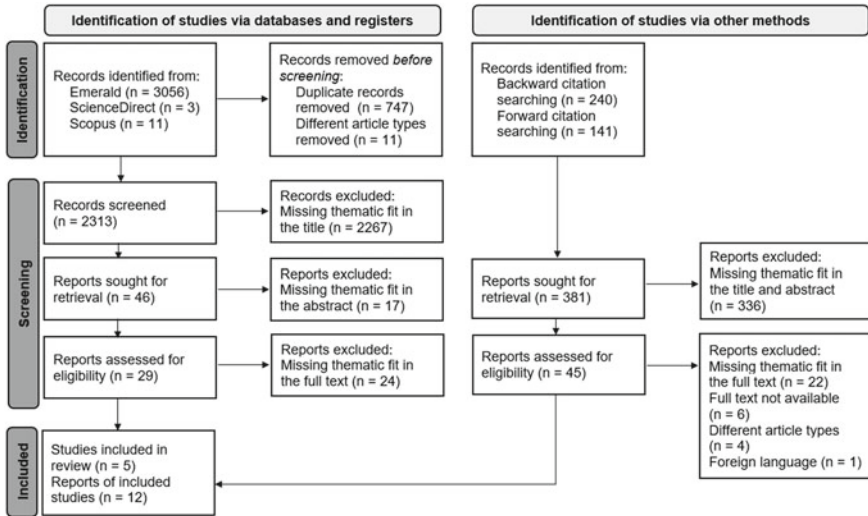 Identification of studies via databases and registers
Identification of studies via other methods
Identification
Records identified from:
Emerald (n = 3056)
ScienceDirect (n = 3)
Scopus (n = 11)
Records removed before
screening:
Duplicate records
removed (n = 747)
Different article types
removed (n = 11)
Records identified from:
Backward citation
searching (n = 240)
Forward citation
searching (n = 141)
Screening
Records screened
(n = 2313)
Records excluded:
Missing thematic fit in
the title (n = 2267)
Reports sought for
retrieval (n = 46)
Reports excluded:
Missing thematic fit in
the abstract (n = 17)
Reports sought for
retrieval (n = 381)
Reports excluded:
Missing thematic fit in
the title and abstract
(n = 336)
Reports assessed for
eligibility (n = 29)
Reports excluded:
Missing thematic fit in
the full text (n = 24)
Reports assessed for
eligibility (n = 45)
Reports excluded:
Missing thematic fit in
the full text (n = 22)
Full text not available
(n = 6)
Different article types
(n = 4)
Foreign language (n = 1)
Included
Studies included in
review (n = 5)
Reports of included
studies (n = 12)